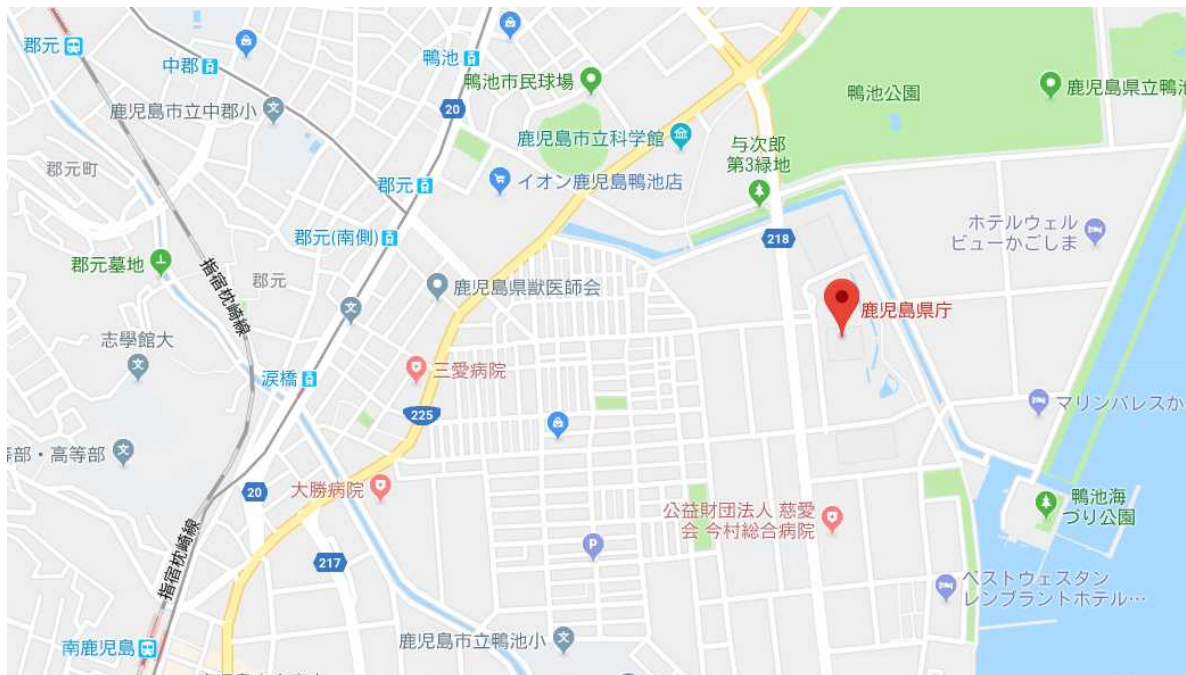 郡元
中郡
鴨池
鴨池市民球場
鴨池公園
鹿児島県立鴨池
鹿児島市立中郡小
20
鹿児島市立科学館
与次郎
第3緑地
郡元町
郡元
イオン鹿児島鴨池店
郡元(南側)
218
ホテルウェル
ビューかごしま
郡元墓地
郡元
指宿枕崎線
鹿児島県獣医師会
鹿児島県庁
志學館大
涙橋
三愛病院
225
マリンパレスか
等部・高等部
20
大勝病院
公益財団法人 慈愛
会 今村総合病院
鴨池海
づり公園
指宿枕崎線
217
P
ベストウェスタン
レンブラントホテル…
南鹿児島
鹿児島市立鴨池小